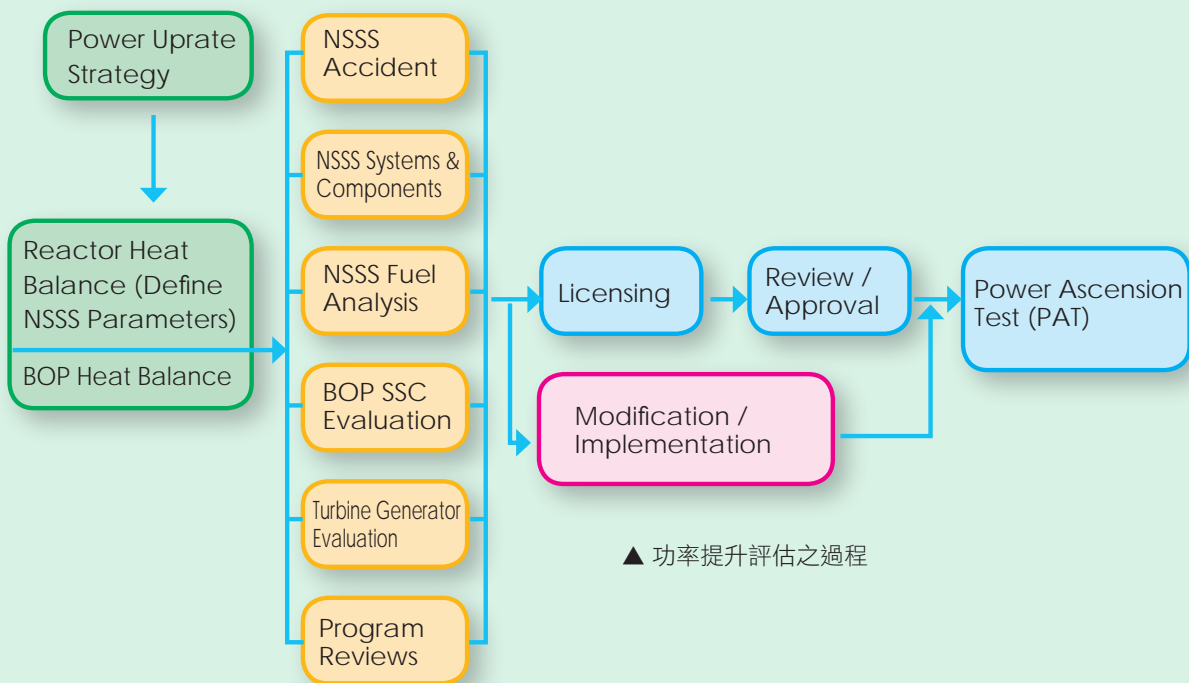 Power Uprate
Strategy
Reactor Heat
Balance (Define
NSSS Parameters)
BOP Heat Balance
NSSS
Accident
NSSS Systems &
Components
NSSS Fuel
Analysis
BOP SSC
Evaluation
Turbine Generator
Evaluation
Program
Reviews
Licensing
Review /
Approval
Modification /
Implementation
Power Ascension
Test (PAT)
▲ 功率提升評估之過程